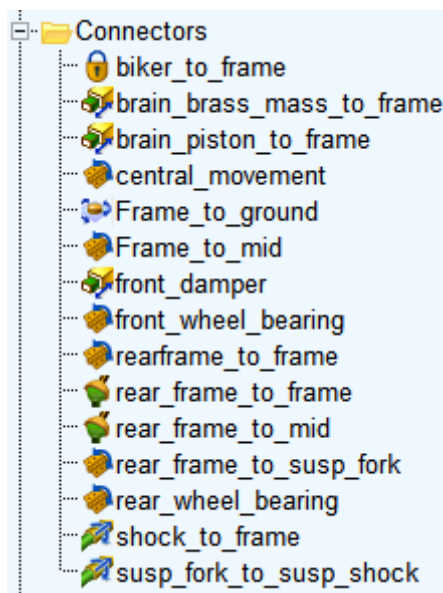 Connectors
biker_to_frame
brain_brass_mass_to_frame
brain_piston_to_frame
central_movement
Frame_to_ground
Frame_to_mid
front_damper
front_wheel_bearing
rearframe_to_frame
rear_frame_to_frame
rear_frame_to_mid
rear_frame_to_susp_fork
rear_wheel_bearing
shock_to_frame
susp_fork_to_susp_shock